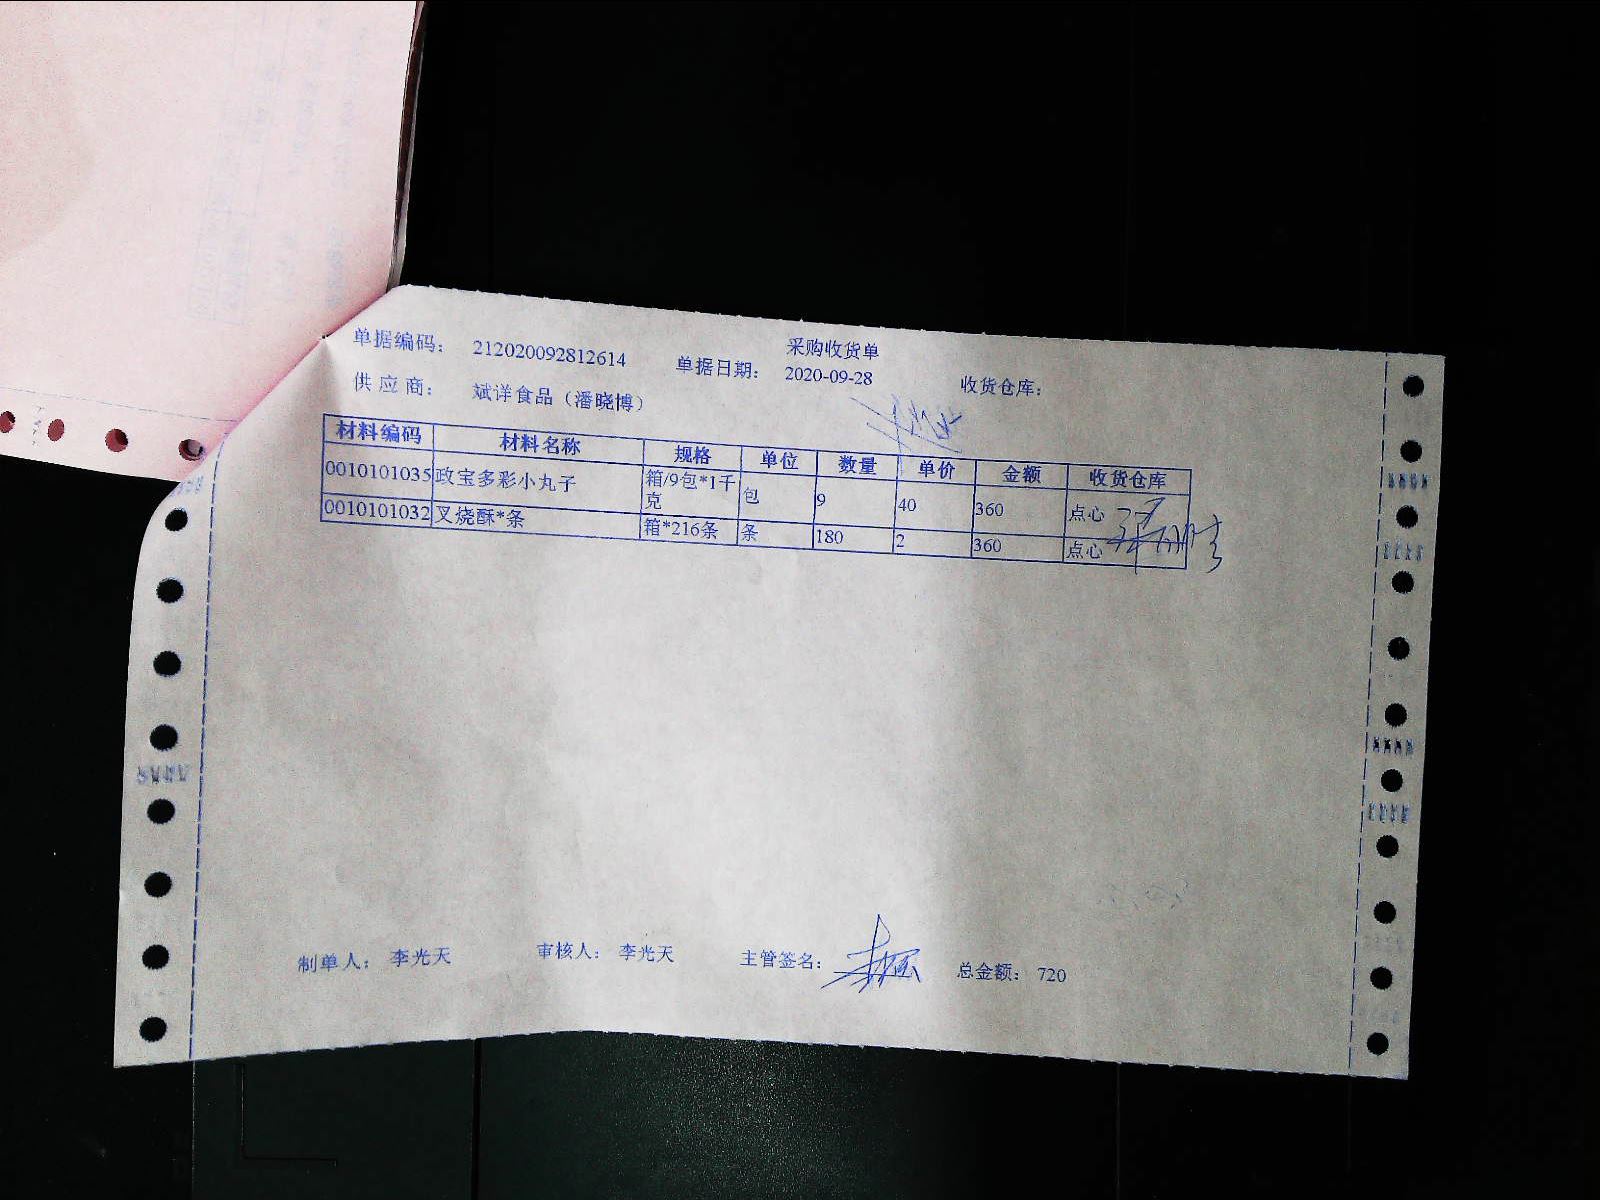 采购收货单
单据编码： 212020092812614 单据日期： 2020-09-28 收货仓库：
供 应 商： 斌洋食品（潘晓博）
材料编码 材料名称 规格 单位 数量 单价 金额 收货仓库
0010101035 政宝多彩小丸子 箱/9包*1千克 包 9 40 360 点心
0010101032 叉烧酥*条 箱*216条 条 180 2 360 点心
制单人： 李光天 审核人： 李光天 主管签名： 总金额： 720